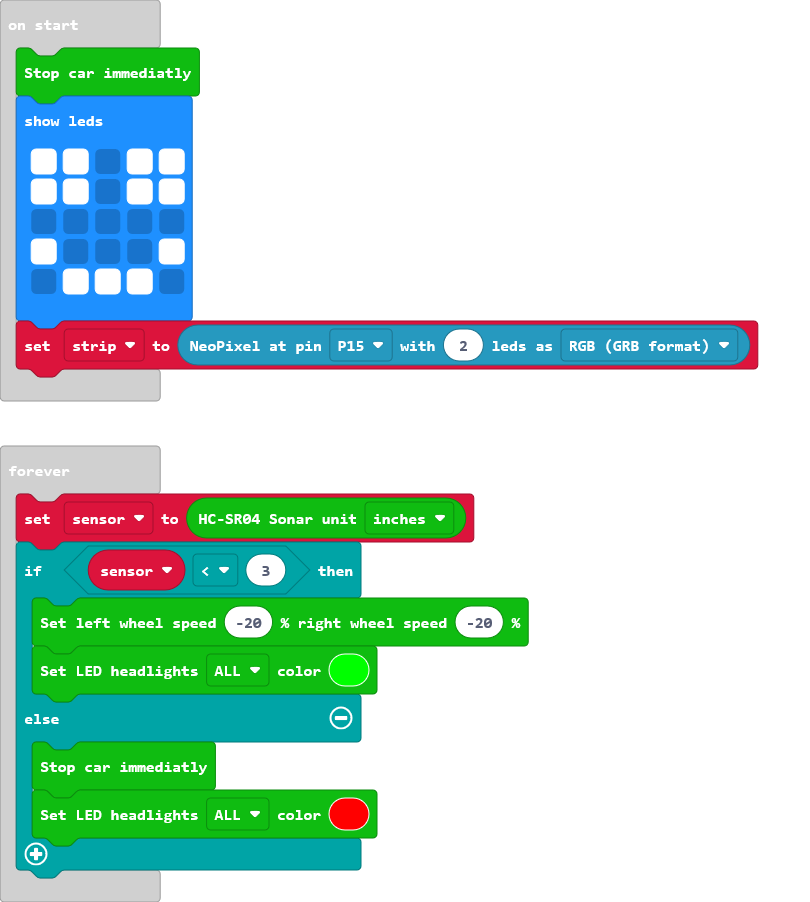 on start
Stop car immediatly
show leds
set strip to NeoPixel at pin P15 with 2 leds as RGB (GRB format)
forever
set sensor to HC-SR04 Sonar unit inches
if sensor < 3 then
Set left wheel speed -20 % right wheel speed -20 %
Set LED headlights ALL color
else
Stop car immediatly
Set LED headlights ALL color